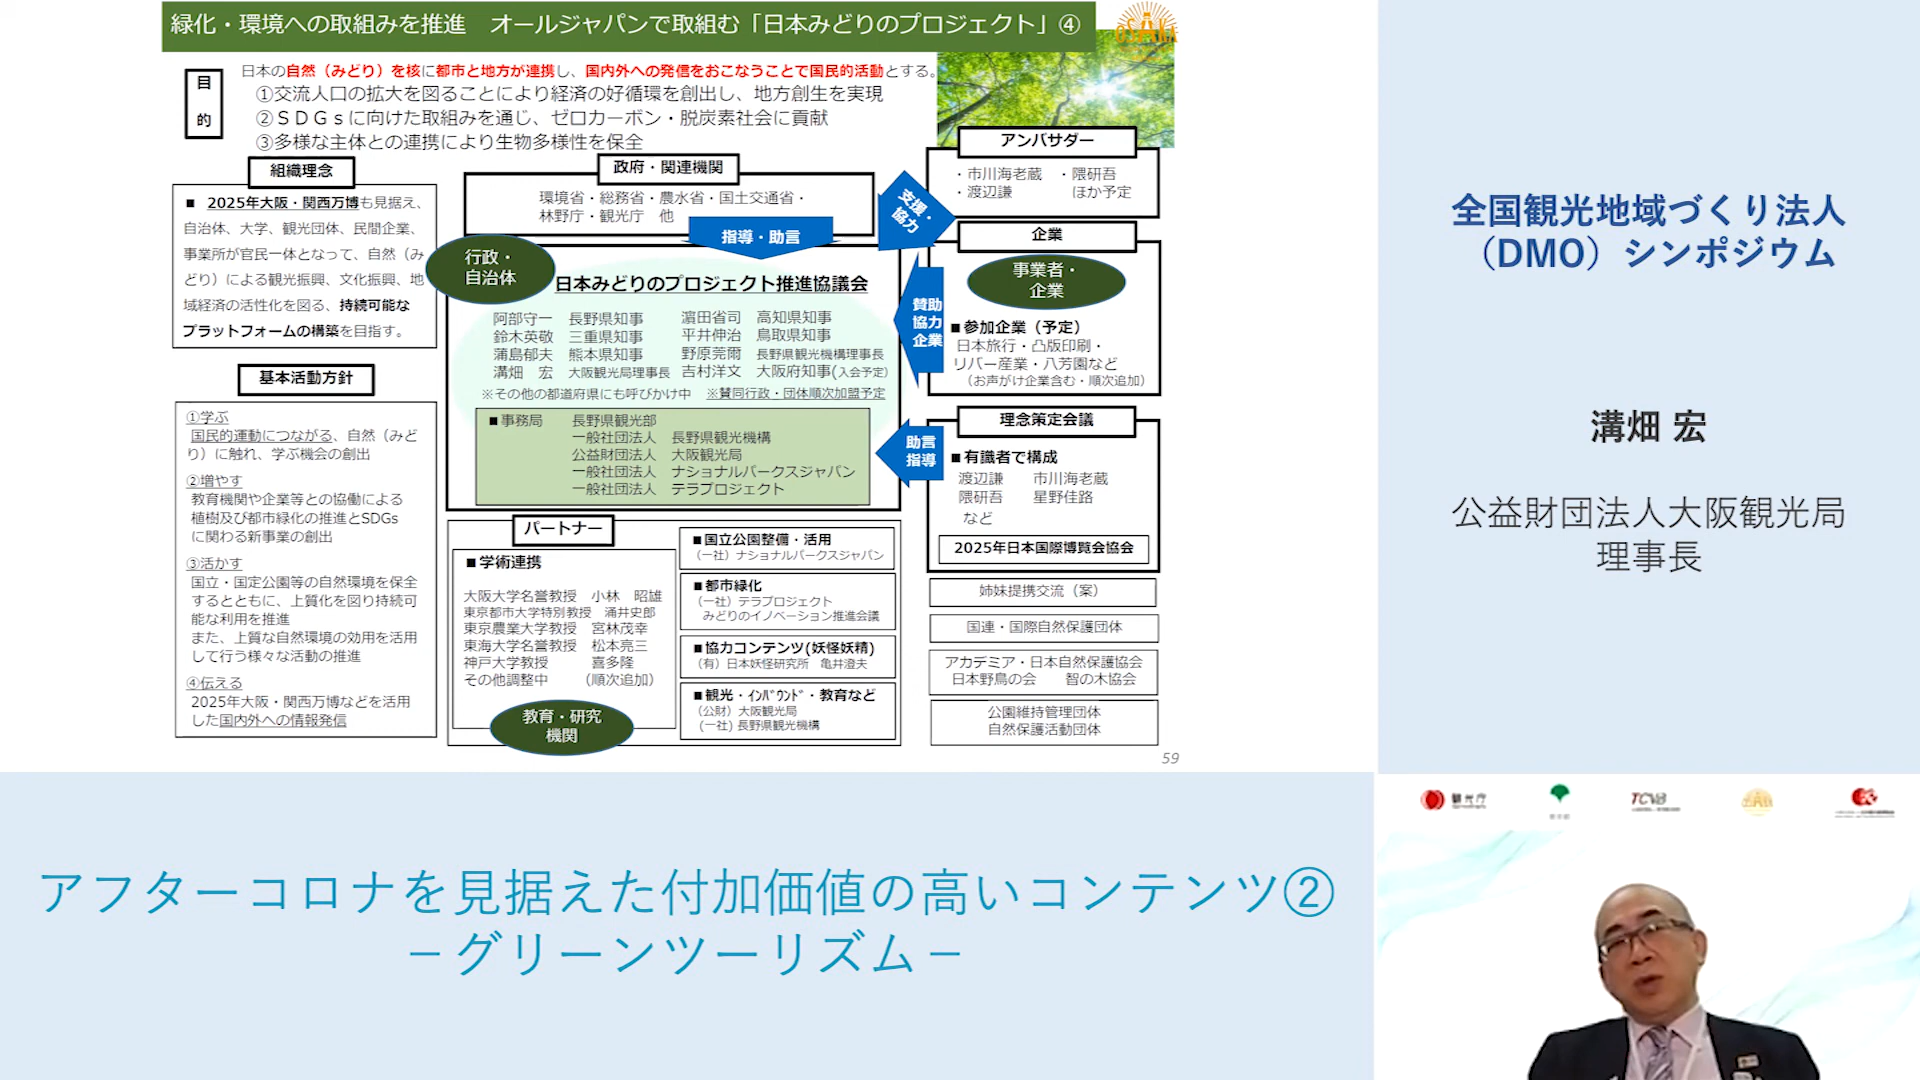 緑化・環境への取組みを推進　オールジャパンで取組む「日本みどりのプロジェクト」④
OSAKA
目的
日本の自然（みどり）を核に都市と地方が連携し、国内外への発信をおこなうことで国民的活動とする。
①交流人口の拡大を図ることにより経済の好循環を創出し、地方創生を実現
②ＳＤＧｓに向けた取組みを通じ、ゼロカーボン・脱炭素社会に貢献
③多様な主体との連携により生物多様性を保全
組織理念
■ 2025年大阪・関西万博も見据え、
自治体、大学、観光団体、民間企業、
事業所が官民一体となって、自然（み
どり）による観光振興、文化振興、地
域経済の活性化を図る、持続可能な
プラットフォームの構築を目指す。
基本活動方針
①学ぶ
国民的運動につながる、自然（みど
り）に触れ、学ぶ機会の創出
②増やす
教育機関や企業等との協働による
植樹及び都市緑化の推進とSDGs
に関わる新事業の創出
③活かす
国立・国定公園等の自然環境を保全
するとともに、上質化を図り持続可
能な利用を推進
また、上質な自然環境の効用を活用
して行う様々な活動の推進
④伝える
2025年大阪・関西万博などを活用
した国内外への情報発信
政府・関連機関
環境省・総務省・農水省・国土交通省・
林野庁・観光庁　他
指導・助言
支援・
協力
行政・
自治体
日本みどりのプロジェクト推進協議会
阿部守一　長野県知事　濵田省司　高知県知事
鈴木英敬　三重県知事　平井伸治　鳥取県知事
蒲島郁夫　熊本県知事　野原莞爾　長野県観光機構理事長
溝畑　宏　大阪観光局理事長　吉村洋文　大阪府知事(入会予定)
※その他の都道府県にも呼びかけ中　※賛同行政・団体順次加盟予定
■事務局　長野県観光部
一般社団法人　長野県観光機構
公益財団法人　大阪観光局
一般社団法人　ナショナルパークスジャパン
一般社団法人　テラプロジェクト
パートナー
■学術連携
大阪大学名誉教授　小林　昭雄
東京都市大学特別教授　涌井史郎
東京農業大学教授　宮林茂幸
東海大学名誉教授　松本亮三
神戸大学教授　喜多隆
その他調整中　（順次追加）
教育・研究
機関
■国立公園整備・活用
（一社）ナショナルパークスジャパン
■都市緑化
（一社）テラプロジェクト
みどりのイノベーション推進会議
■協力コンテンツ(妖怪妖精)
（有）日本妖怪研究所　亀井澄夫
■観光・ｲﾝﾊﾞｳﾝﾄﾞ・教育など
（公財）大阪観光局
（一社）長野県観光機構
アンバサダー
・市川海老蔵　・隈研吾
・渡辺謙　ほか予定
企業
事業者・
企業
賛助
協力
企業
■参加企業（予定）
日本旅行・凸版印刷・
リバー産業・八芳園など
（お声がけ企業含む・順次追加）
理念策定会議
助言
指導
■有識者で構成
渡辺謙　市川海老蔵
隈研吾　星野佳路
など
2025年日本国際博覧会協会
姉妹提携交流（案）
国連・国際自然保護団体
アカデミア・日本自然保護協会
日本野鳥の会　智の木協会
公園維持管理団体
自然保護活動団体
59
全国観光地域づくり法人
（DMO）シンポジウム
溝畑 宏
公益財団法人大阪観光局
理事長
アフターコロナを見据えた付加価値の高いコンテンツ②
－グリーンツーリズム－
観光庁
TCVB